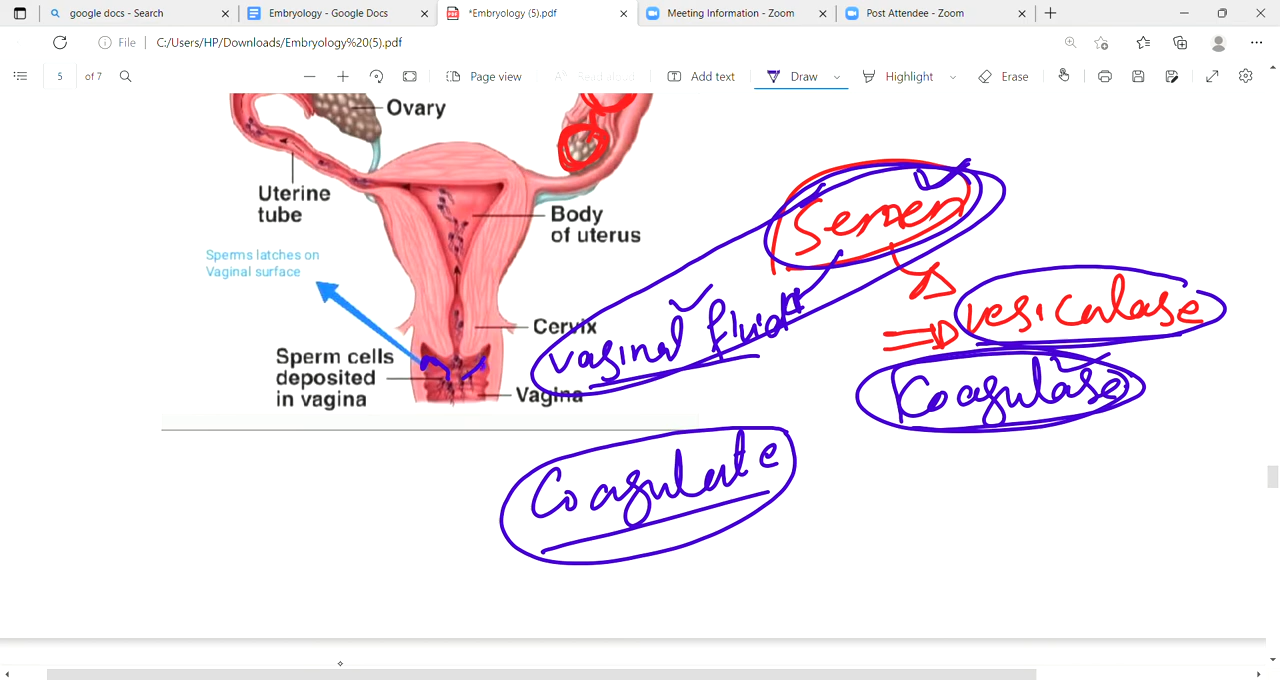 google docs - Search
Embryology - Google Docs
*Embryology (5).pdf
Meeting Information - Zoom
Post Attendee - Zoom
File
C:/Users/HP/Downloads/Embryology%20(5).pdf
5 of 7
Page view
Read aloud
Add text
Draw
Highlight
Erase
Ovary
Uterine
tube
Body
of uterus
Sperms latches on
Vaginal surface
Semen
vesiculase
Cervix
vaginal fluid
Sperm cells
deposited
in vagina
Vagina
Coagulase
Coagulate